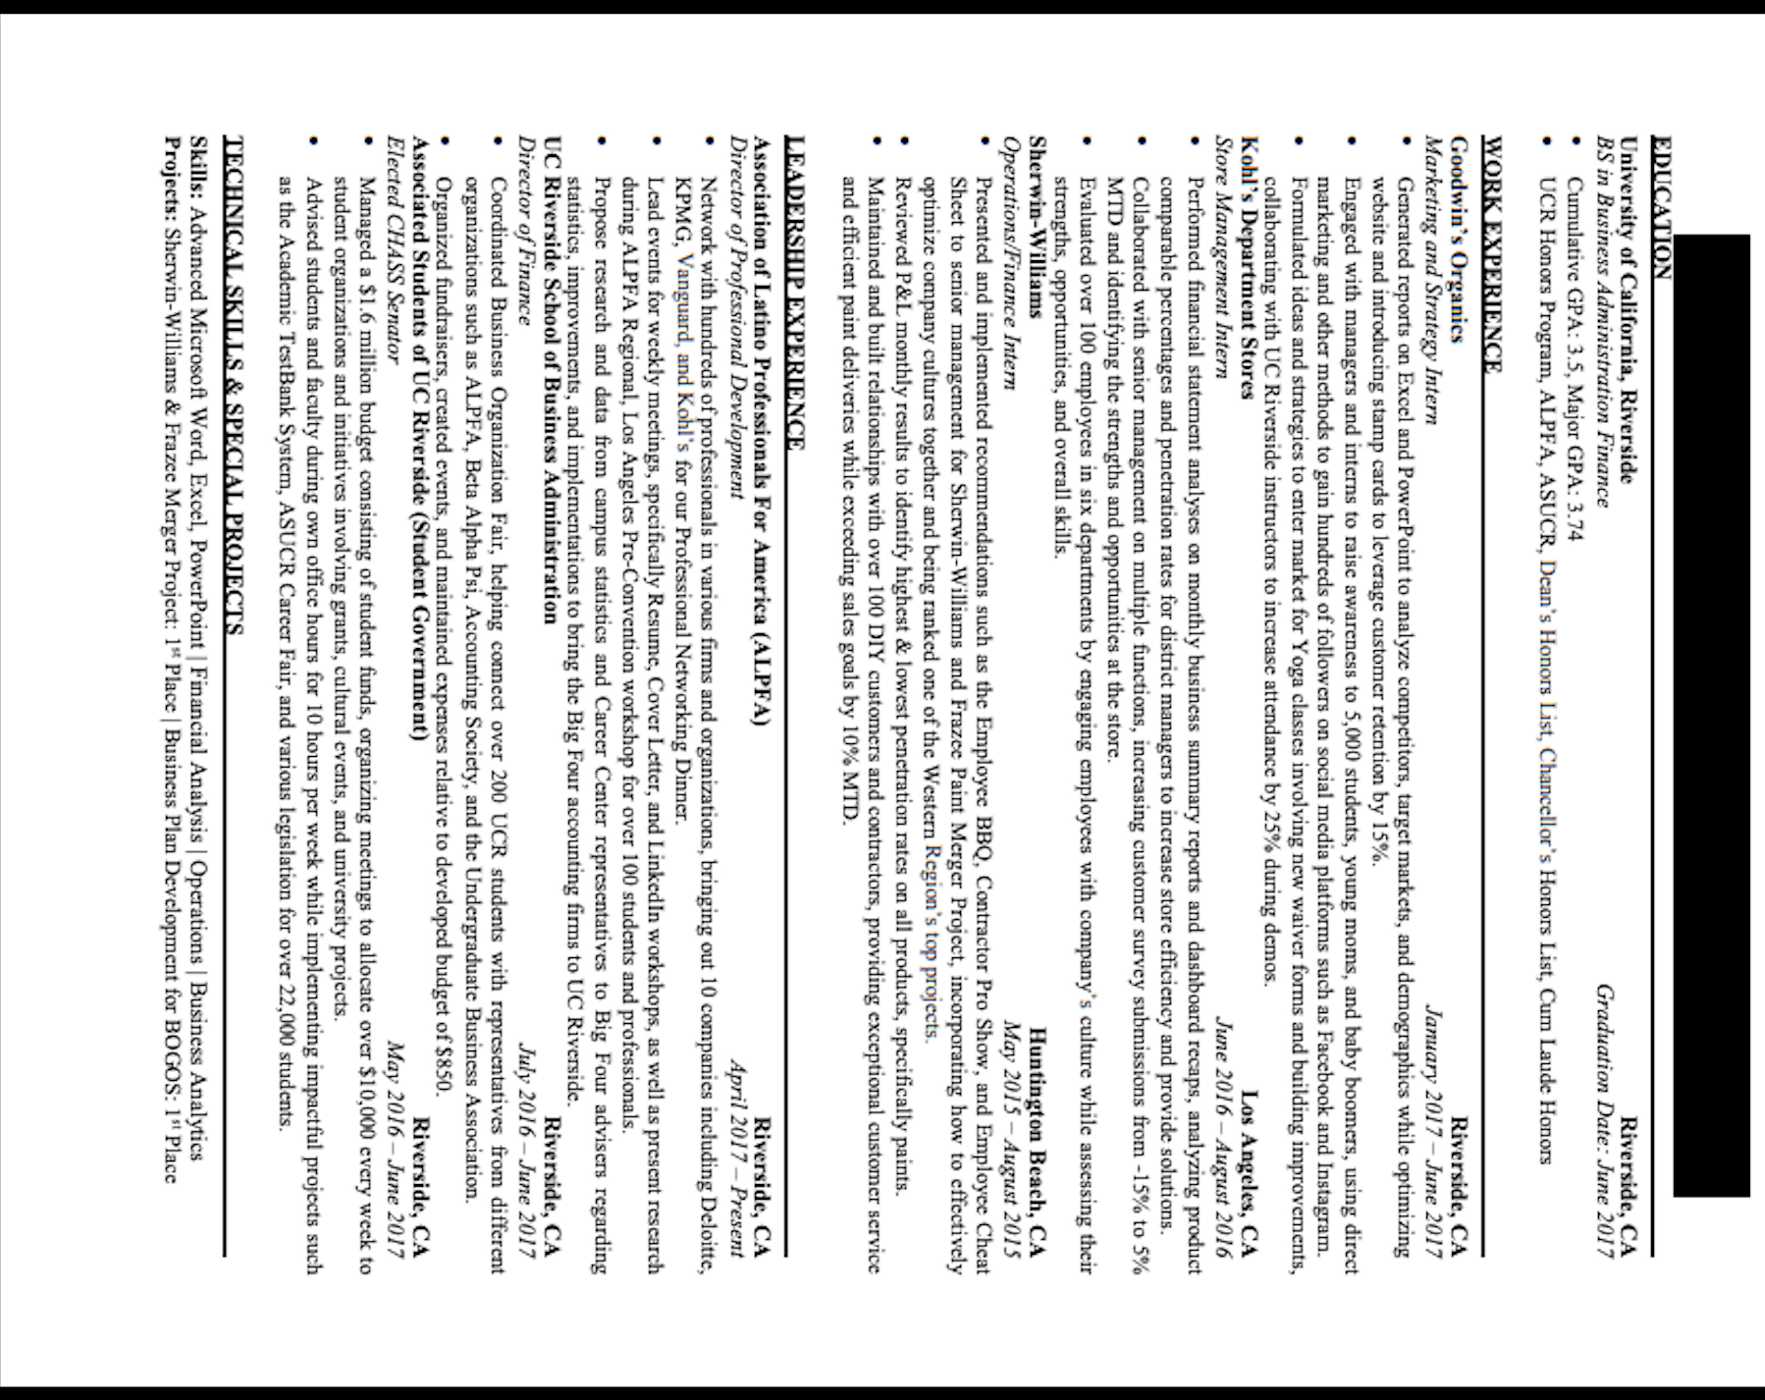 EDUCATION
University of California, Riverside Riverside, CA
BS in Business Administration Finance Graduation Date: June 2017
• Cumulative GPA: 3.5, Major GPA: 3.74
• UCR Honors Program, ALPFA, ASUCR, Dean's Honors List, Chancellor's Honors List, Cum Laude Honors
WORK EXPERIENCE
Goodwin's Organics Riverside, CA
Marketing and Strategy Intern January 2017 – June 2017
• Generated reports on Excel and PowerPoint to analyze competitors, target markets, and demographics while optimizing
website and introducing stamp cards to leverage customer retention by 15%.
• Engaged with managers and interns to raise awareness to 5,000 students, young moms, and baby boomers, using direct
marketing and other methods to gain hundreds of followers on social media platforms such as Facebook and Instagram.
• Formulated ideas and strategies to enter market for Yoga classes involving new waiver forms and building improvements,
collaborating with UC Riverside instructors to increase attendance by 25% during demos.
Kohl's Department Stores Los Angeles, CA
Store Management Intern June 2016 – August 2016
• Performed financial statement analyses on monthly business summary reports and dashboard recaps, analyzing product
comparable percentages and penetration rates for district managers to increase store efficiency and provide solutions.
• Collaborated with senior management on multiple functions, increasing customer survey submissions from -15% to 5%
MTD and identifying the strengths and opportunities at the store.
• Evaluated over 100 employees in six departments by engaging employees with company's culture while assessing their
strengths, opportunities, and overall skills.
Sherwin-Williams Huntington Beach, CA
Operations/Finance Intern May 2015 – August 2015
• Presented and implemented recommendations such as the Employee BBQ, Contractor Pro Show, and Employee Cheat
Sheet to senior management for Sherwin-Williams and Frazee Paint Merger Project, incorporating how to effectively
optimize company cultures together and being ranked one of the Western Region's top projects.
• Reviewed P&L monthly results to identify highest & lowest penetration rates on all products, specifically paints.
• Maintained and built relationships with over 100 DIY customers and contractors, providing exceptional customer service
and efficient paint deliveries while exceeding sales goals by 10% MTD.
LEADERSHIP EXPERIENCE
Association of Latino Professionals For America (ALPFA) Riverside, CA
Director of Professional Development April 2017 – Present
• Network with hundreds of professionals in various firms and organizations, bringing out 10 companies including Deloitte,
KPMG, Vanguard, and Kohl's for our Professional Networking Dinner.
• Lead events for weekly meetings, specifically Resume, Cover Letter, and LinkedIn workshops, as well as present research
during ALPFA Regional, Los Angeles Pre-Convention workshop for over 100 students and professionals.
• Propose research and data from campus statistics and Career Center representatives to Big Four advisers regarding
statistics, improvements, and implementations to bring the Big Four accounting firms to UC Riverside.
UC Riverside School of Business Administration Riverside, CA
Director of Finance July 2016 – June 2017
• Coordinated Business Organization Fair, helping connect over 200 UCR students with representatives from different
organizations such as ALPFA, Beta Alpha Psi, Accounting Society, and the Undergraduate Business Association.
• Organized fundraisers, created events, and maintained expenses relative to developed budget of $850.
Associated Students of UC Riverside (Student Government) Riverside, CA
Elected CHASS Senator May 2016 – June 2017
• Managed a $1.6 million budget consisting of student funds, organizing meetings to allocate over $10,000 every week to
student organizations and initiatives involving grants, cultural events, and university projects.
• Advised students and faculty during own office hours for 10 hours per week while implementing impactful projects such
as the Academic TestBank System, ASUCR Career Fair, and various legislation for over 22,000 students.
TECHNICAL SKILLS & SPECIAL PROJECTS
Skills: Advanced Microsoft Word, Excel, PowerPoint | Financial Analysis | Operations | Business Analytics
Projects: Sherwin-Williams & Frazee Merger Project: 1st Place | Business Plan Development for BOGOS: 1st Place